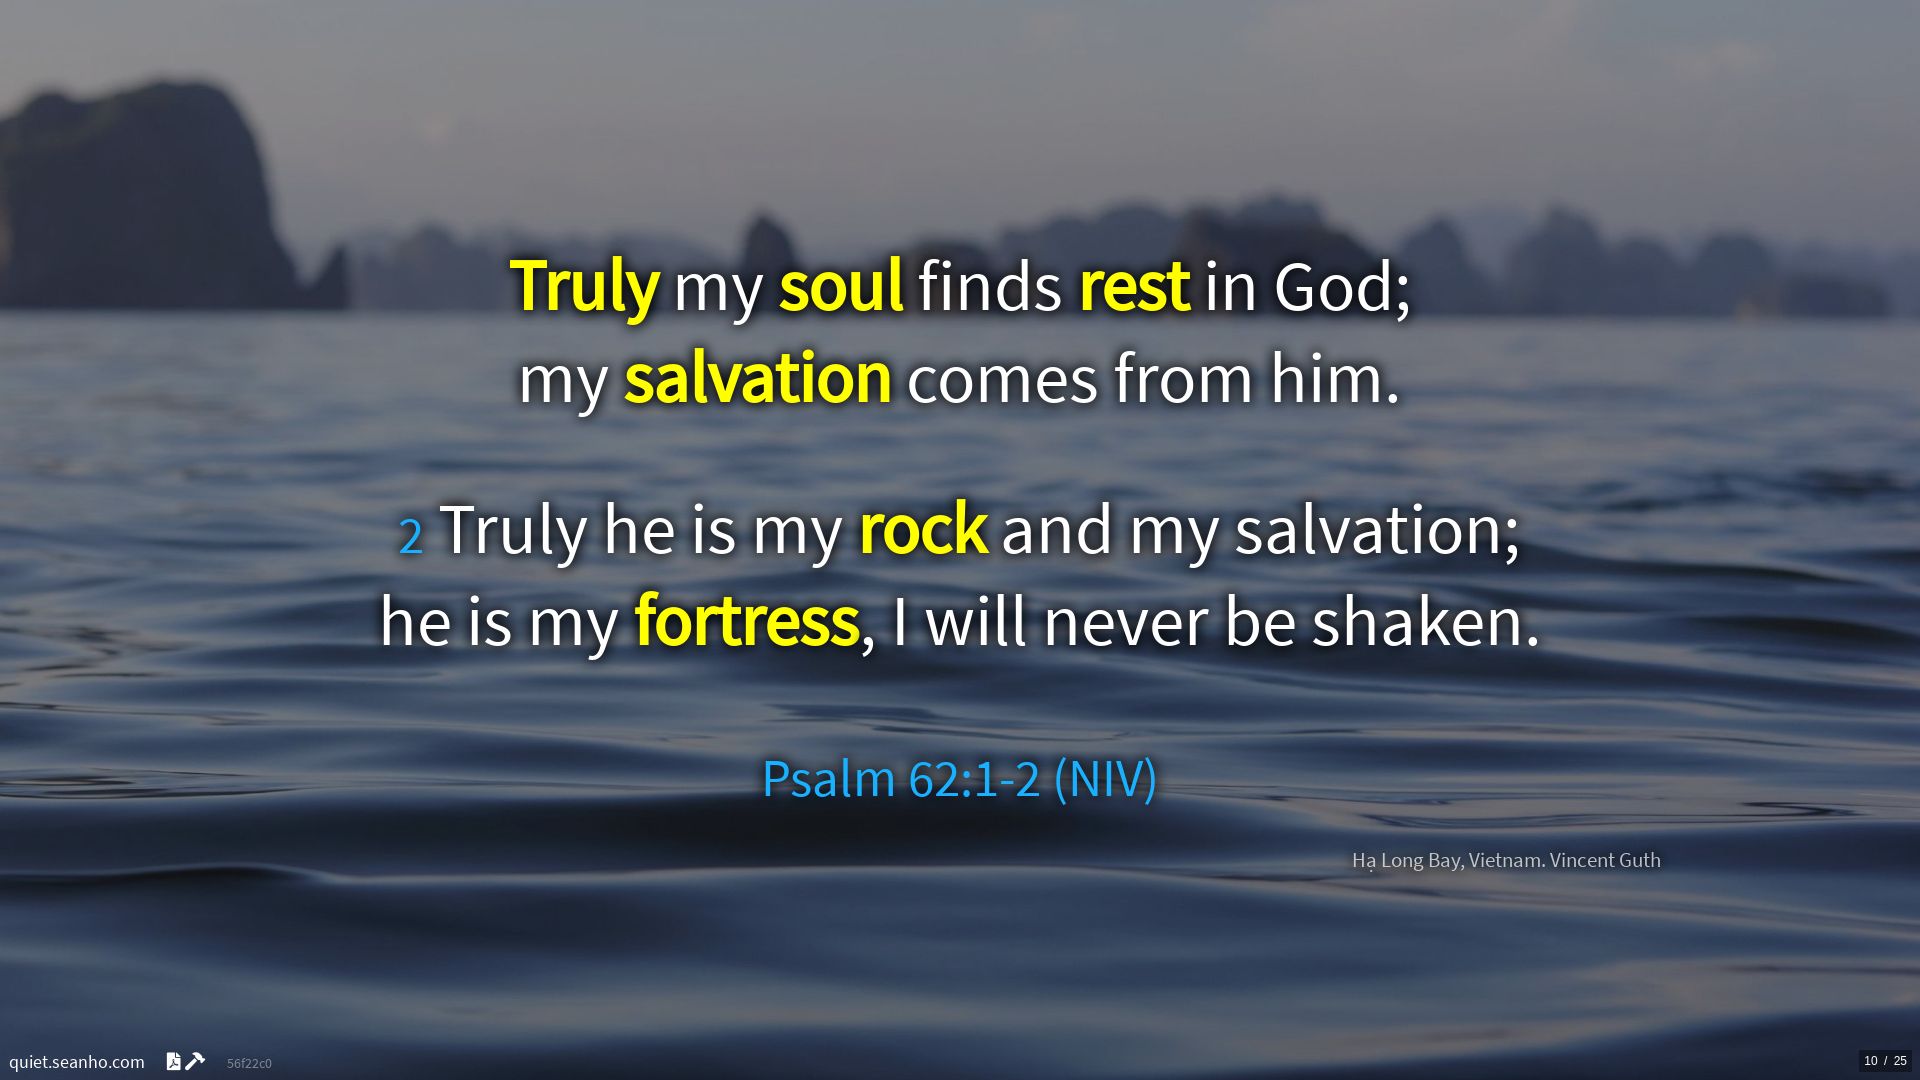 Truly my soul finds rest in God;
my salvation comes from him.
2 Truly he is my rock and my salvation;
he is my fortress, I will never be shaken.
Psalm 62:1-2 (NIV)
Hạ Long Bay, Vietnam. Vincent Guth
quiet.seanho.com 56f22c0
10 / 25